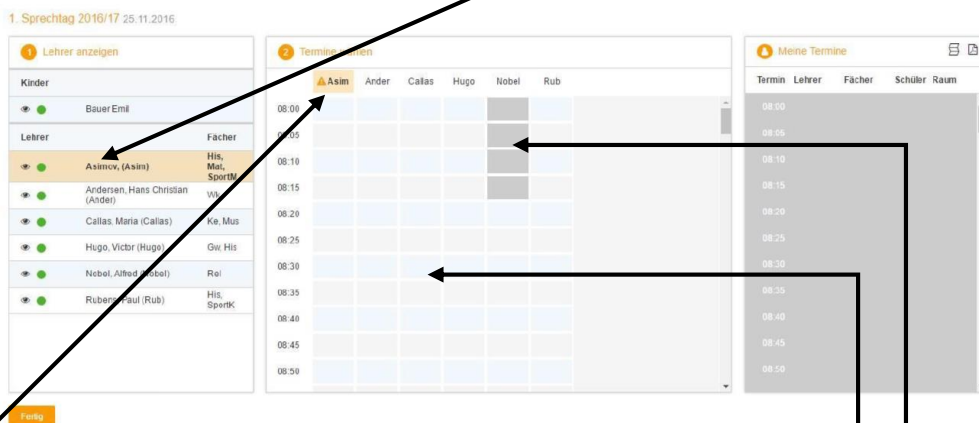 1. Sprechtag 2016/17 25.11.2016
1 Lehrer anzeigen
Kinder
Bauer Emil
Lehrer Fächer
Asimov, (Asim) His, Mat, SportM
Andersen, Hans Christian (Ander)
Callas, Maria (Callas) Ke, Mus
Hugo, Victor (Hugo) Gw, His
Nobel, Alfred (Nobel) Rel
Rubens, Paul (Rub) His, SportK
Fertig
2 Termine
Asim Ander Callas Hugo Nobel Rub
08:00
08:05
08:10
08:15
08:20
08:25
08:30
08:35
08:40
08:45
08:50
Meine Termine
Termin Lehrer Fächer Schüler Raum
08:00
08:05
08:10
08:15
08:20
08:25
08:30
08:35
08:40
08:45
08:50